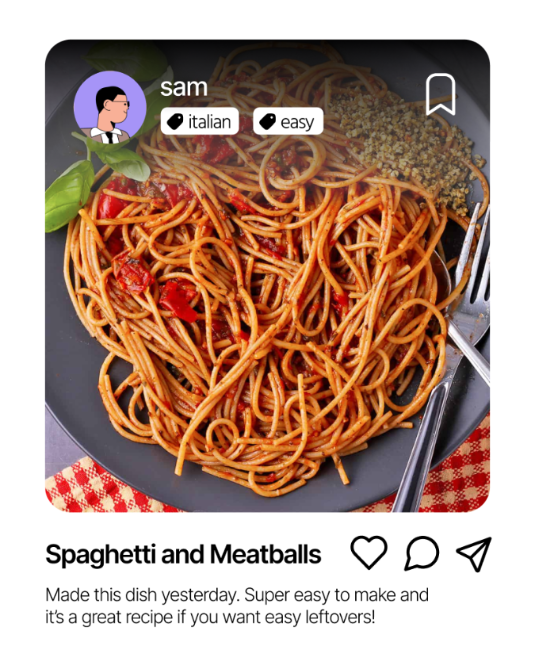 sam
italian
easy
Spaghetti and Meatballs
Made this dish yesterday. Super easy to make and
it's a great recipe if you want easy leftovers!